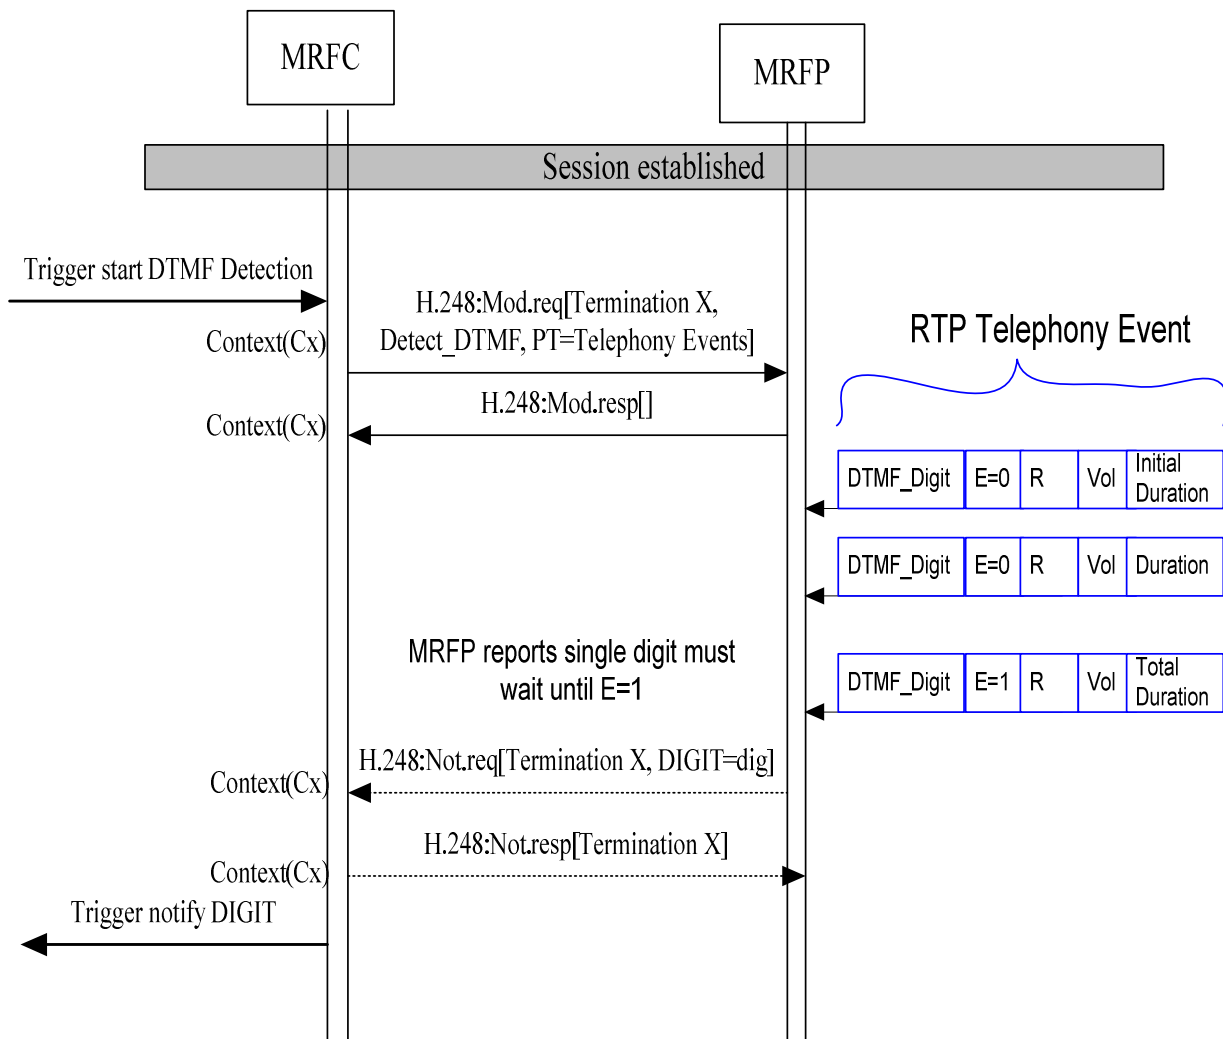 MRFC
MRFP
Session established
Trigger start DTMF Detection
H.248:Mod.req[Termination X,
Context(Cx)
Detect_DTMF, PT=Telephony Events]
RTP Telephony Event
H.248:Mod.resp[]
Context(Cx)
DTMF_Digit E=0 R Vol Initial
Duration
DTMF_Digit E=0 R Vol Duration
MRFP reports single digit must
wait until E=1
DTMF_Digit E=1 R Vol Total
Duration
H.248:Not.req[Termination X, DIGIT=dig]
Context(Cx)
H.248:Not.resp[Termination X]
Context(Cx)
Trigger notify DIGIT